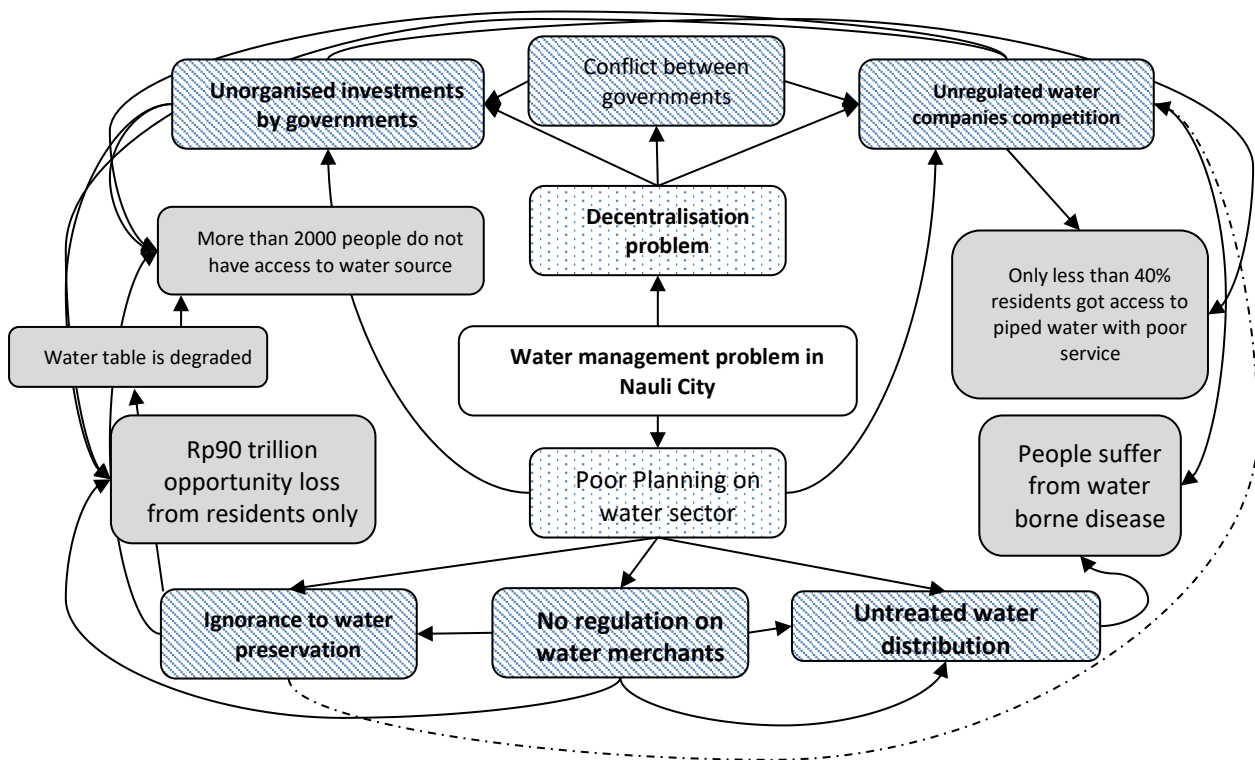 Conflict between
governments
Unorganised investments
by governments
Unregulated water
companies competition
Decentralisation
problem
More than 2000 people do not
have access to water source
Only less than 40%
residents got access to
piped water with poor
service
Water table is degraded
Water management problem in
Nauli City
Rp90 trillion
opportunity loss
from residents only
Poor Planning on
water sector
People suffer
from water
borne disease
Ignorance to water
preservation
No regulation on
water merchants
Untreated water
distribution